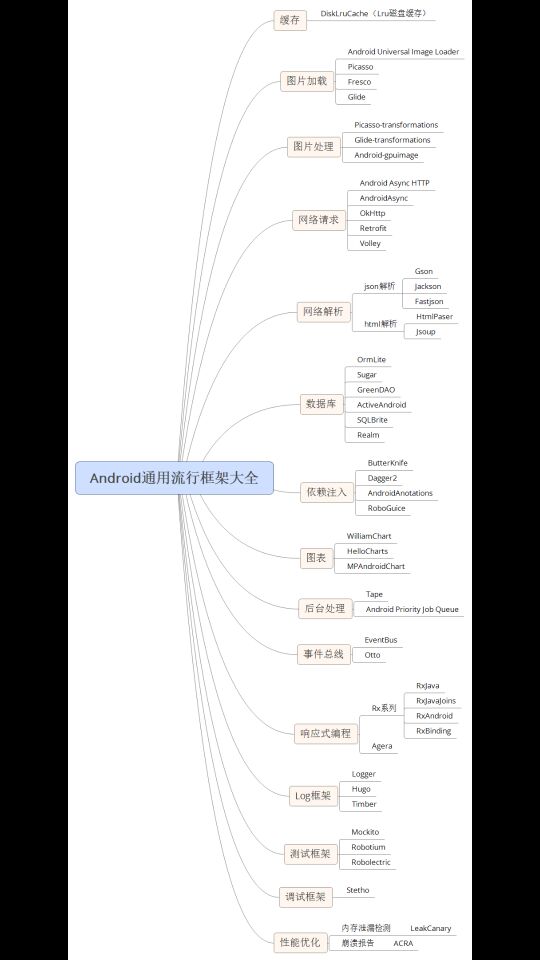 缓存
DiskLruCache（Lru磁盘缓存）
图片加载
Android Universal Image Loader
Picasso
Fresco
Glide
图片处理
Picasso-transformations
Glide-transformations
Android-gpuimage
网络请求
Android Async HTTP
AndroidAsync
OkHttp
Retrofit
Volley
网络解析
json解析
Gson
Jackson
Fastjson
html解析
HtmlPaser
Jsoup
数据库
OrmLite
Sugar
GreenDAO
ActiveAndroid
SQLBrite
Realm
Android通用流行框架大全
依赖注入
ButterKnife
Dagger2
AndroidAnotations
RoboGuice
图表
WilliamChart
HelloCharts
MPAndroidChart
后台处理
Tape
Android Priority Job Queue
事件总线
EventBus
Otto
响应式编程
Rx系列
RxJava
RxJavaJoins
RxAndroid
RxBinding
Agera
Log框架
Logger
Hugo
Timber
测试框架
Mockito
Robotium
Robolectric
调试框架
Stetho
性能优化
内存泄漏检测
LeakCanary
崩溃报告
ACRA